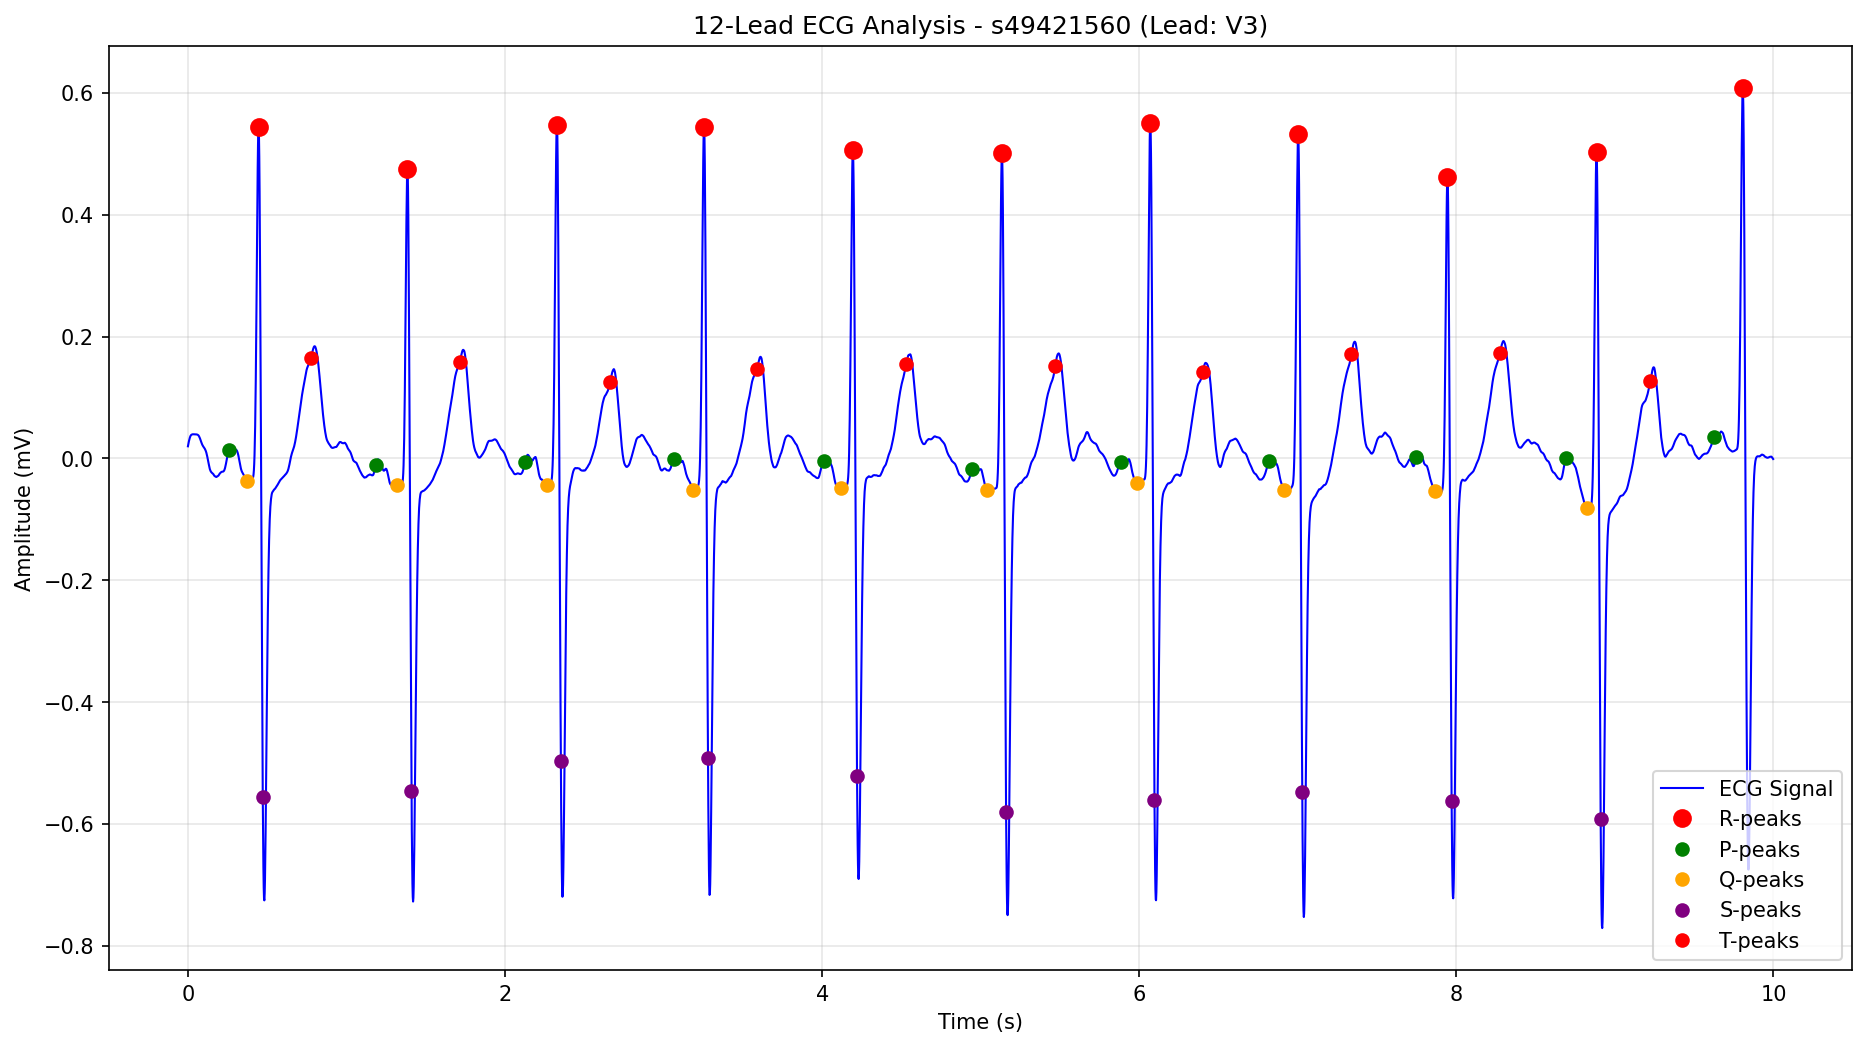 12-Lead ECG Analysis - s49421560 (Lead: V3)
0.6
0.4
0.2
0.0
−0.2
−0.4
−0.6
−0.8
Amplitude (mV)
0
2
4
6
8
10
Time (s)
ECG Signal
R-peaks
P-peaks
Q-peaks
S-peaks
T-peaks